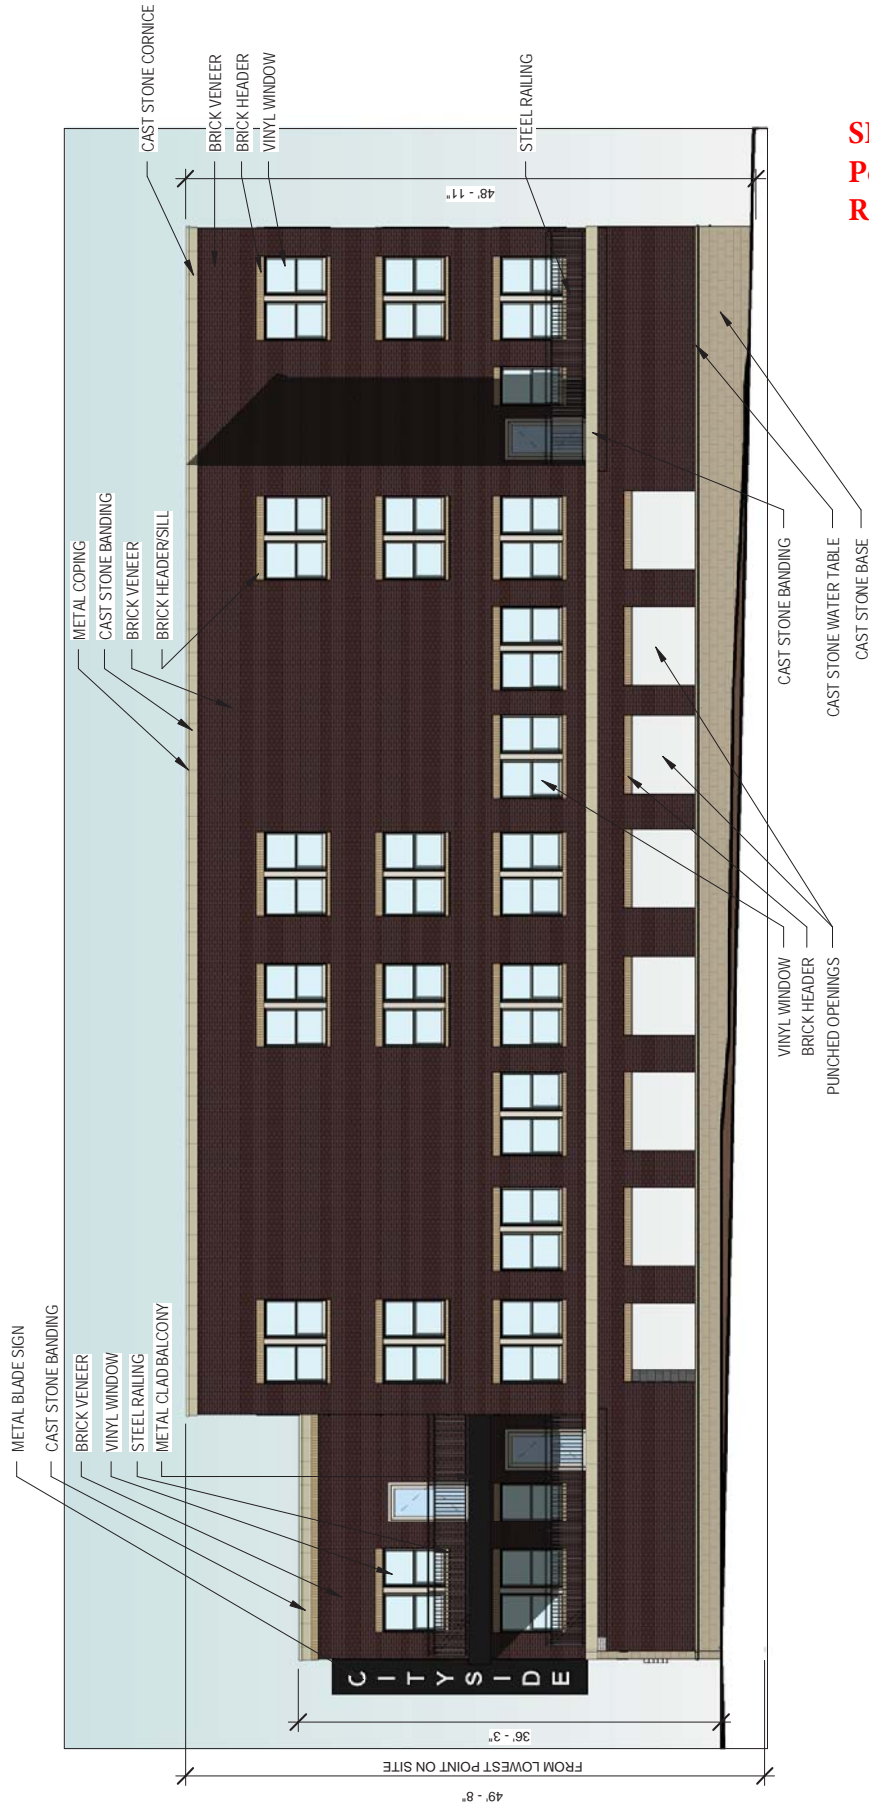 METAL BLADE SIGN
CAST STONE BANDING
BRICK VENEER
VINYL WINDOW
STEEL RAILING
METAL CLAD BALCONY
METAL COPING
CAST STONE BANDING
BRICK VENEER
BRICK HEADER/SILL
CAST STONE CORNICE
BRICK VENEER
BRICK HEADER
VINYL WINDOW
STEEL RAILING
49' - 8"
FROM LOWEST POINT ON SITE
36' - 3"
CITYSIDE
48' - 11"
VINYL WINDOW
BRICK HEADER
PUNCHED OPENINGS
CAST STONE BANDING
CAST STONE WATER TABLE
CAST STONE BASE